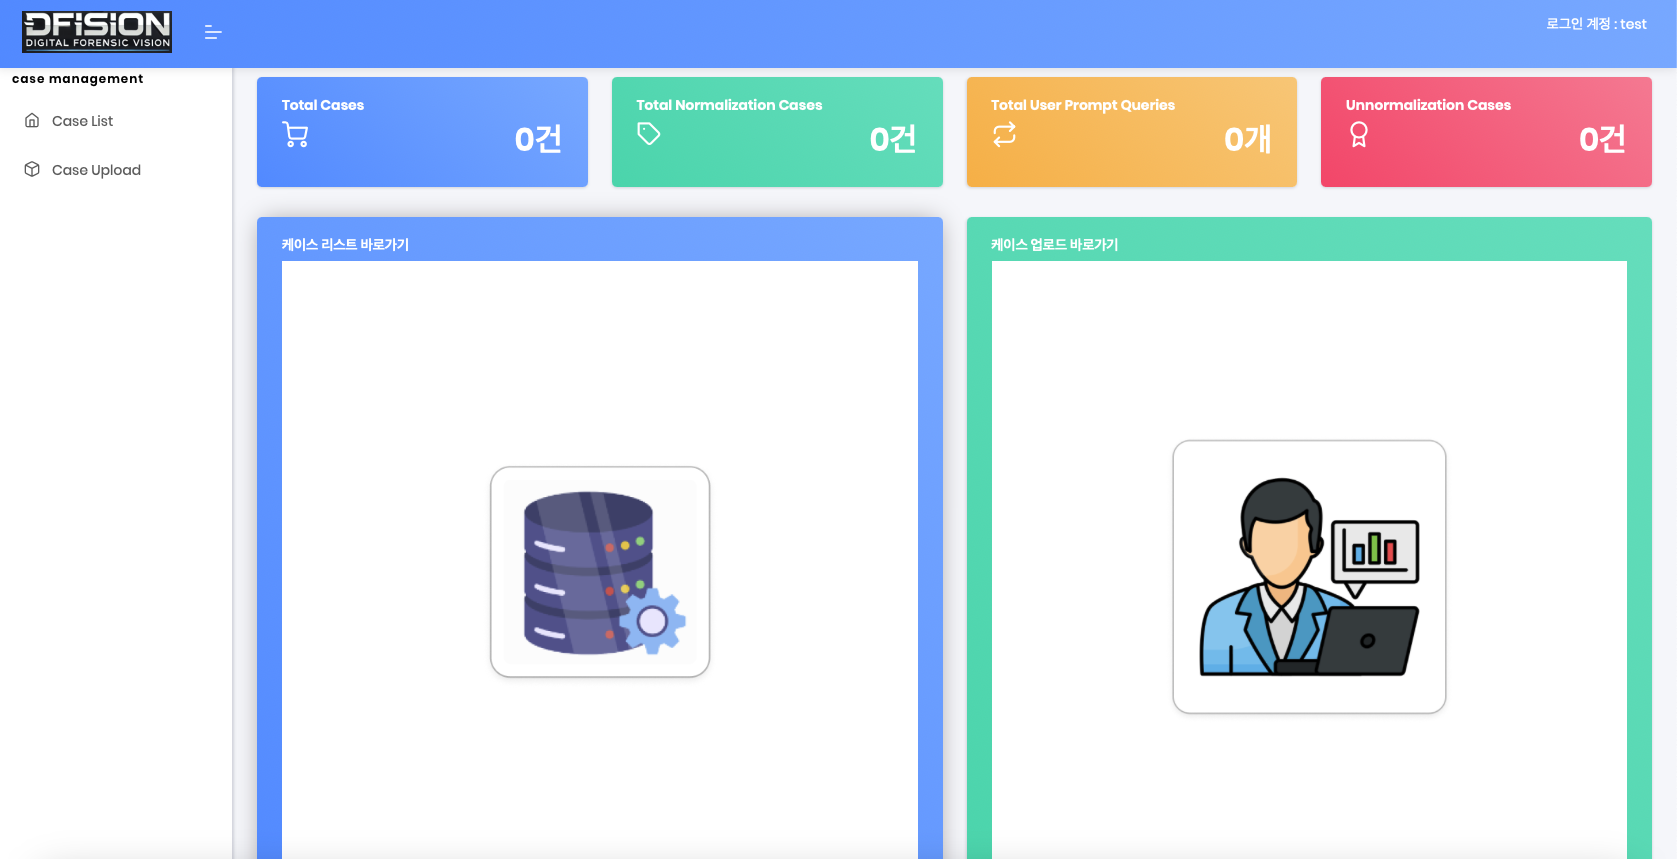 DFISION
DIGITAL FORENSIC VISION
로그인 계정 : test
case management
Case List
Case Upload
Total Cases
0건
Total Normalization Cases
0건
Total User Prompt Queries
0개
Unnormalization Cases
0건
케이스 리스트 바로가기
케이스 업로드 바로가기